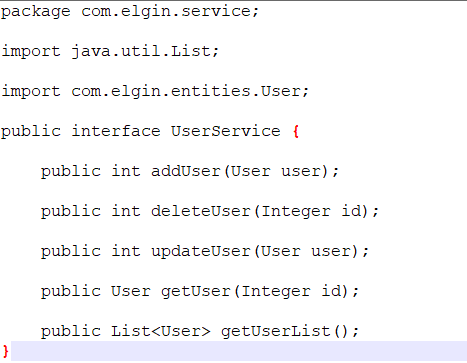 package com.elgin.service;
import java.util.List;
import com.elgin.entities.User;
public interface UserService {
public int addUser(User user);
public int deleteUser(Integer id);
public int updateUser(User user);
public User getUser(Integer id);
public List<User> getUserList();
}